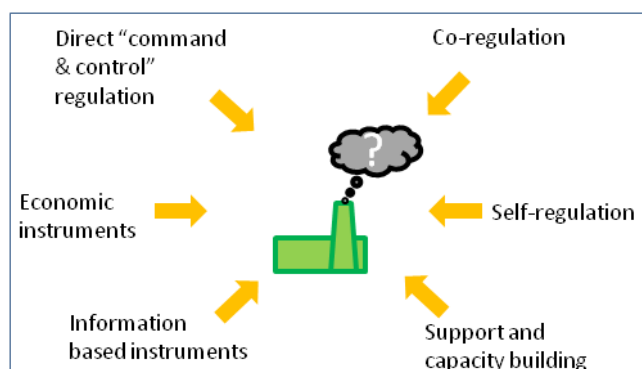 Direct “command
& control”
regulation
Co-regulation
?
Economic
instruments
Self-regulation
Information
based instruments
Support and
capacity building